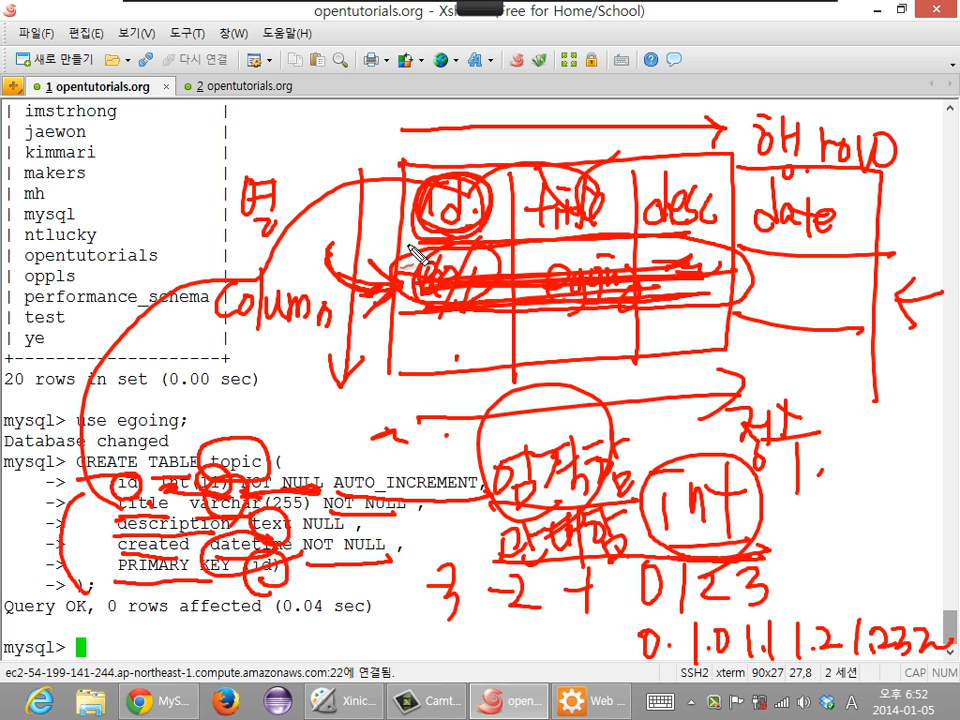 opentutorials.org - Xsh (Free for Home/School)
파일(F) 편집(E) 보기(V) 도구(T) 창(W) 도움말(H)
새로 만들기 다시 연결
1 opentutorials.org × 2 opentutorials.org
| imstrhong |
| jaewon |
| kimmari |
| makers |
| mh |
| mysql |
| ntlucky |
| opentutorials |
| oppls |
| performance_schema |
| test |
| ye |
+--------------------+
20 rows in set (0.00 sec)
mysql> use egoing;
Database changed
mysql> CREATE TABLE topic (
-> id int(11) NOT NULL AUTO_INCREMENT,
-> title varchar(255) NOT NULL ,
-> description text NULL ,
-> created datetime NOT NULL ,
-> PRIMARY KEY (id)
-> );
Query OK, 0 rows affected (0.04 sec)
mysql>
행 row
id title desc date
egoing
열
column
int
-3 -2 -1 0 1 2 3
ec2-54-199-141-244.ap-northeast-1.compute.amazonaws.com:22에 연결됨.
SSH2 xterm 90x27 27,8 2 세션 CAP NUM
MyS... Xinic... Camt... open... Web ...
A 오후 6:52
2014-01-05